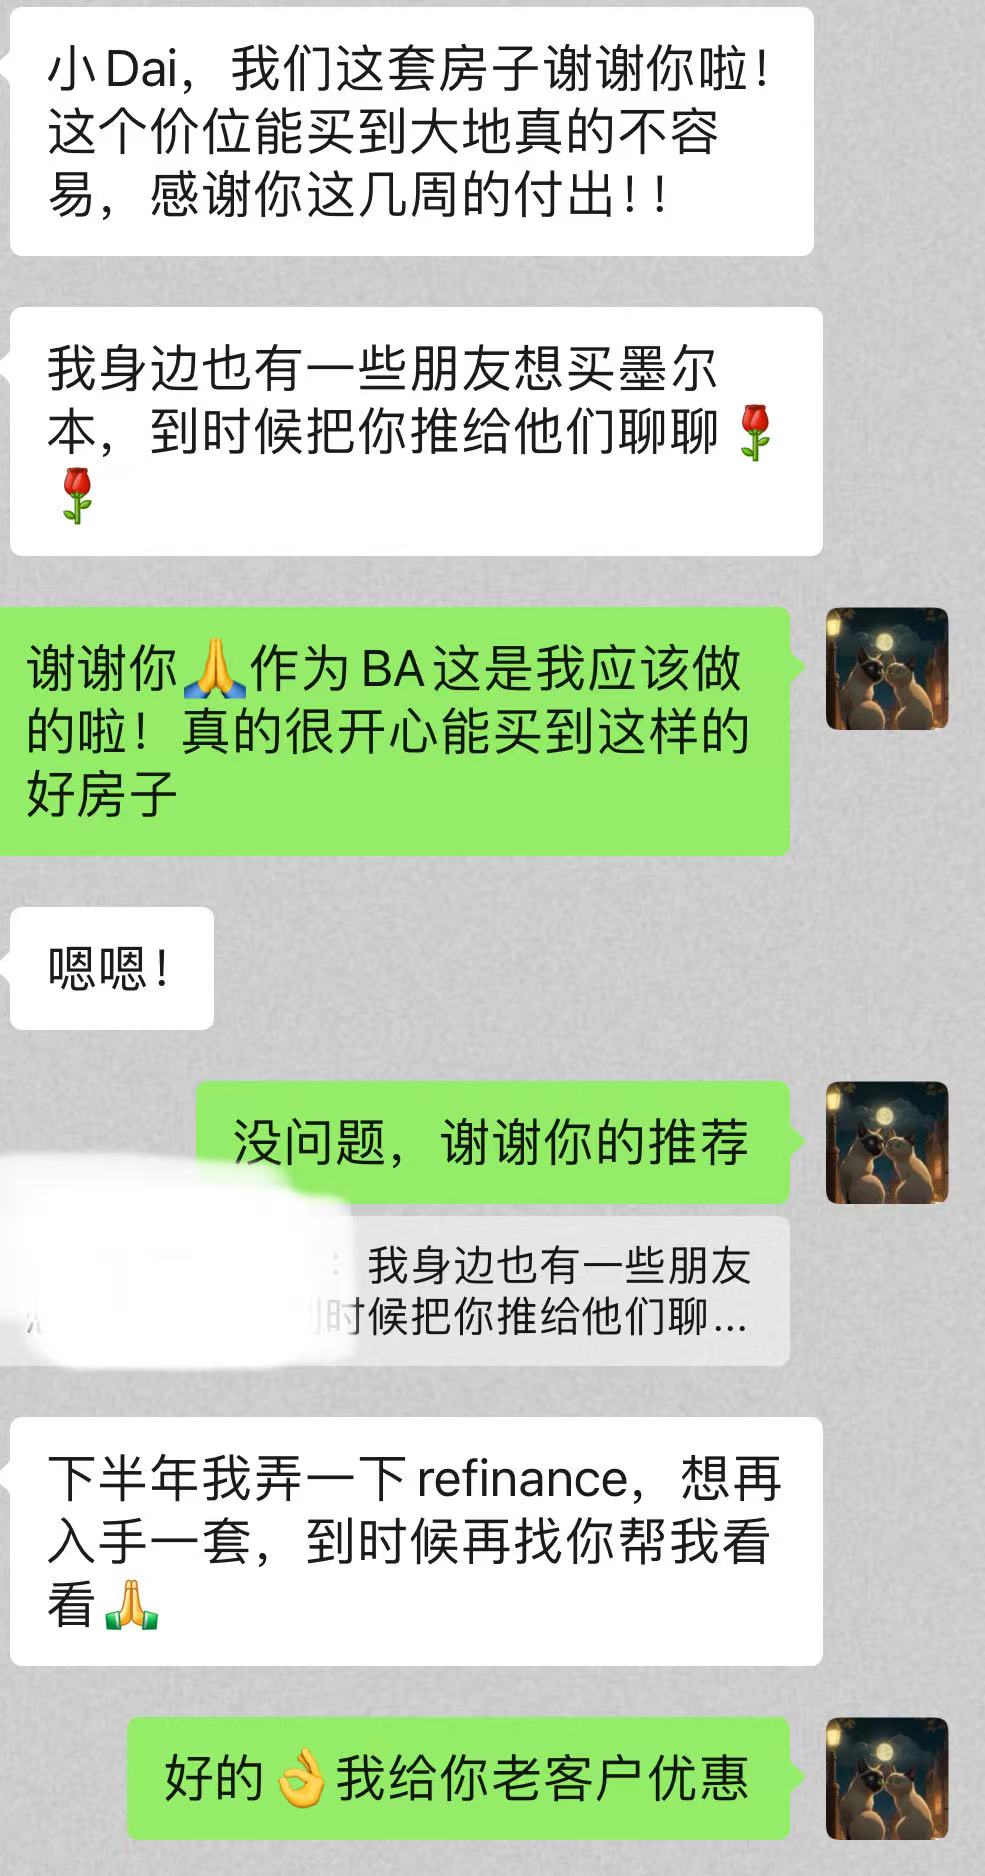 小Dai，我们这套房子谢谢你啦！
这个价位能买到大地真的不容
易，感谢你这几周的付出！！
我身边也有一些朋友想买墨尔
本，到时候把你推给他们聊聊🌹
🌹
谢谢你🙏作为BA这是我应该做
的啦！真的很开心能买到这样的
好房子
嗯嗯！
没问题，谢谢你的推荐
：我身边也有一些朋友
时候把你推给他们聊...
下半年我弄一下refinance，想再
入手一套，到时候再找你帮我看
看🙏
好的👌我给你老客户优惠